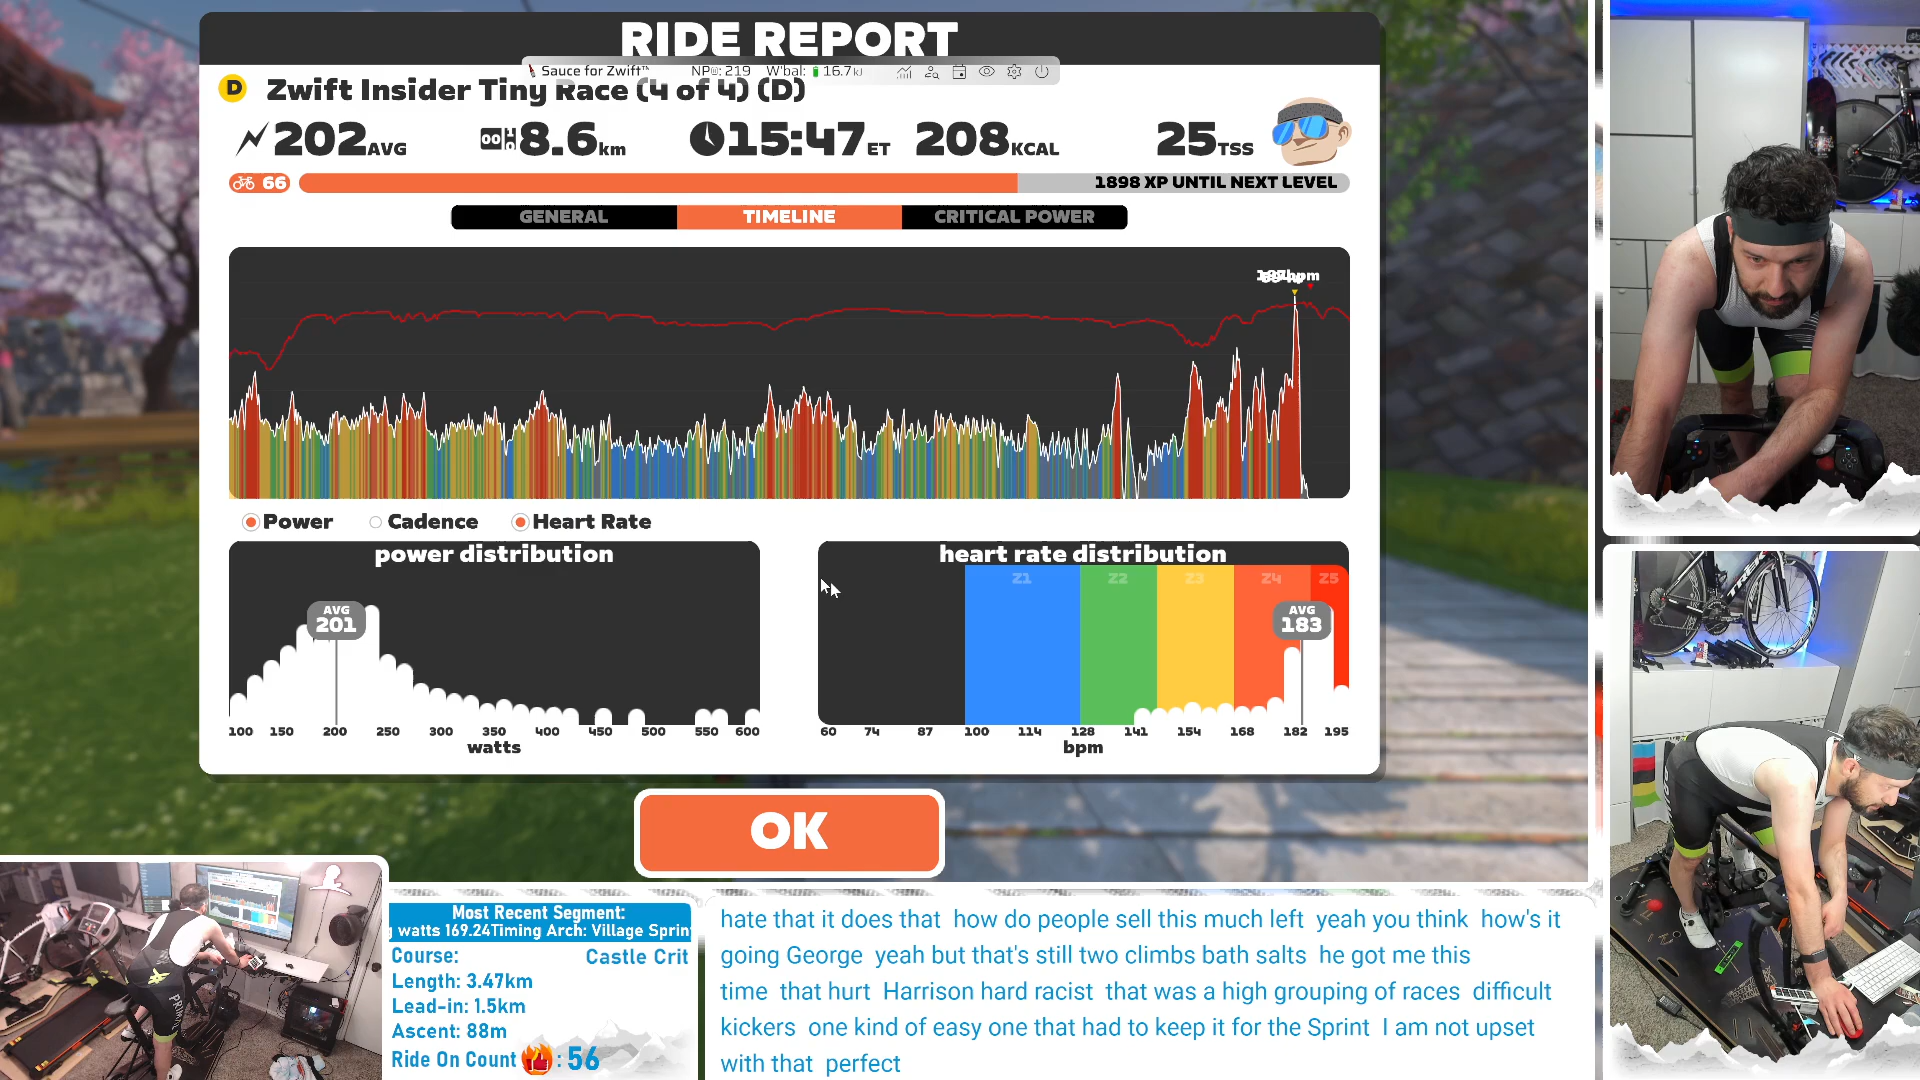 RIDE REPORT
Sauce for Zwift™ NP®: 219 W'bal: 16.7kJ
D Zwift Insider Tiny Race (4 of 4) (D)
202AVG 8.6km 15:47ET 208KCAL 25TSS
66 1898 XP UNTIL NEXT LEVEL
GENERAL TIMELINE CRITICAL POWER
Power Cadence Heart Rate
power distribution
AVG
201
100 150 200 250 300 350 400 450 500 550 600
watts
heart rate distribution
Z1 Z2 Z3 Z4 Z5
AVG
183
60 74 87 100 114 128 141 154 168 182 195
bpm
OK
Most Recent Segment:
watts 169.24Timing Arch: Village Sprin
Course: Castle Crit
Length: 3.47km
Lead-in: 1.5km
Ascent: 88m
Ride On Count : 56
hate that it does that how do people sell this much left yeah you think how's it
going George yeah but that's still two climbs bath salts he got me this
time that hurt Harrison hard racist that was a high grouping of races difficult
kickers one kind of easy one that had to keep it for the Sprint I am not upset
with that perfect
TREK